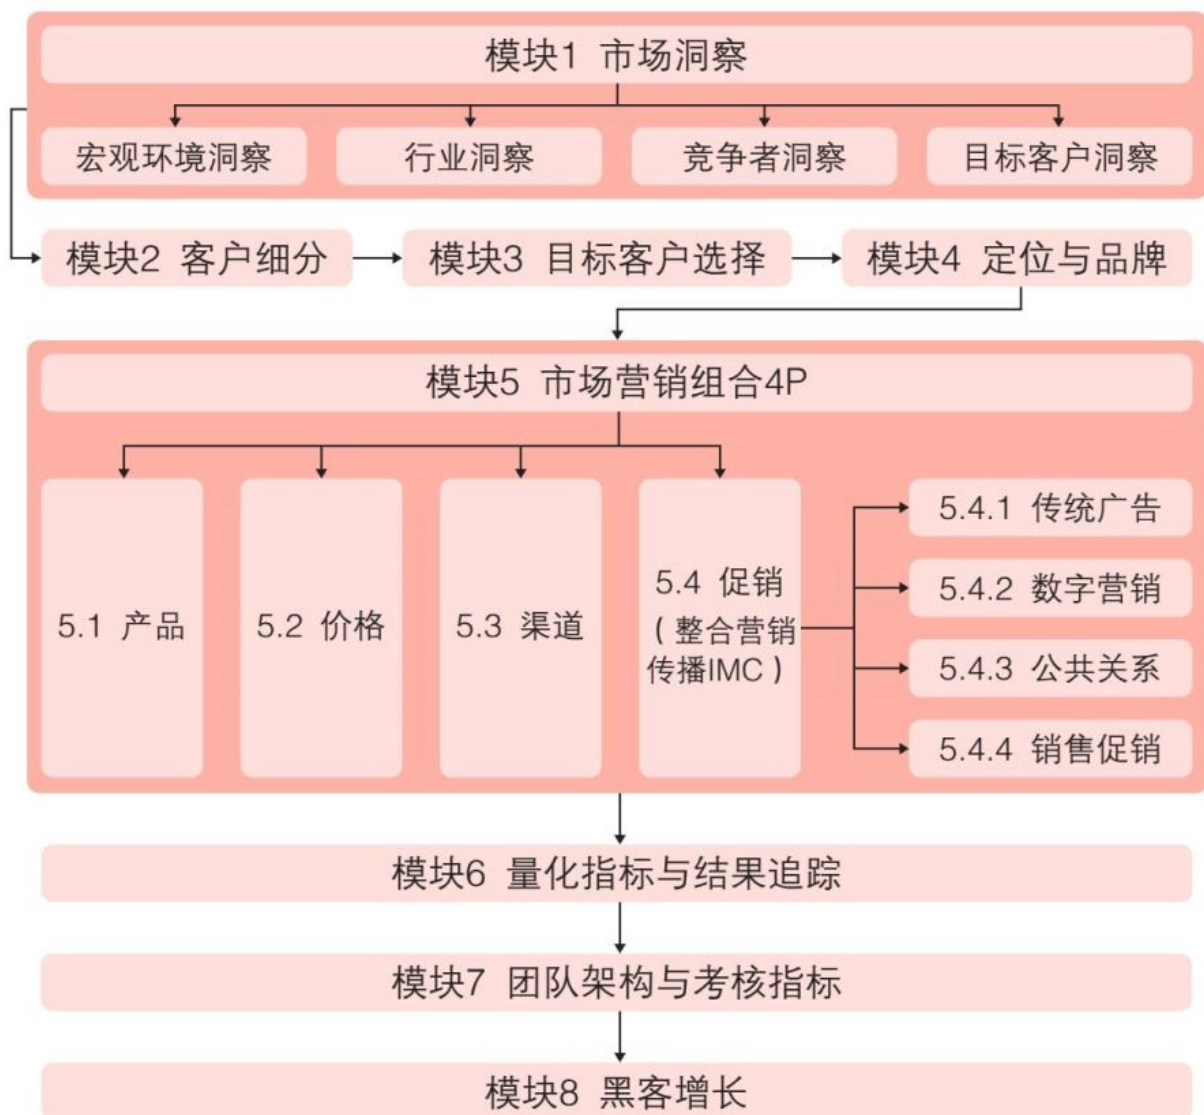 模块1 市场洞察
宏观环境洞察
行业洞察
竞争者洞察
目标客户洞察
模块2 客户细分
模块3 目标客户选择
模块4 定位与品牌
模块5 市场营销组合4P
5.1 产品
5.2 价格
5.3 渠道
5.4 促销
（整合营销
传播IMC）
5.4.1 传统广告
5.4.2 数字营销
5.4.3 公共关系
5.4.4 销售促销
模块6 量化指标与结果追踪
模块7 团队架构与考核指标
模块8 黑客增长